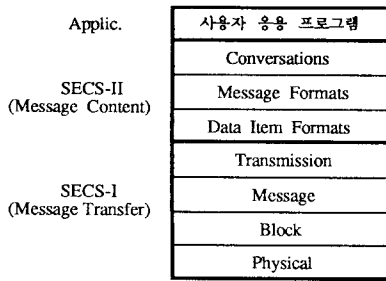 Applic.
사용자 응용 프로그램
Conversations
SECS-II
(Message Content)
Message Formats
Data Item Formats
Transmission
SECS-I
(Message Transfer)
Message
Block
Physical